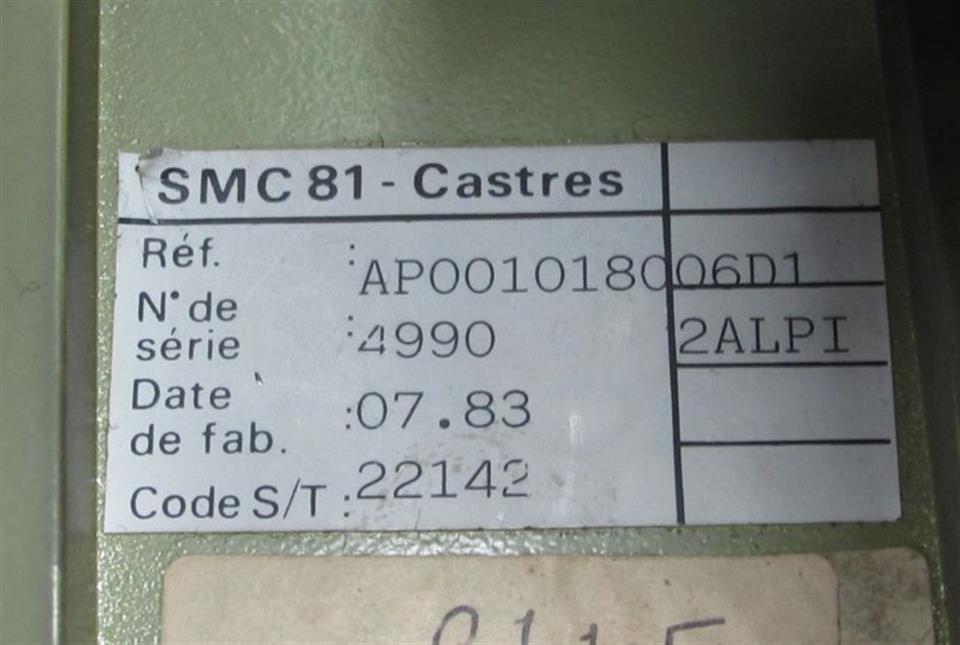 SMC 81 - Castres
Réf. : AP001018006D1
N° de
série : 4990 2ALPI
Date
de fab. : 07.83
Code S/T : 22142